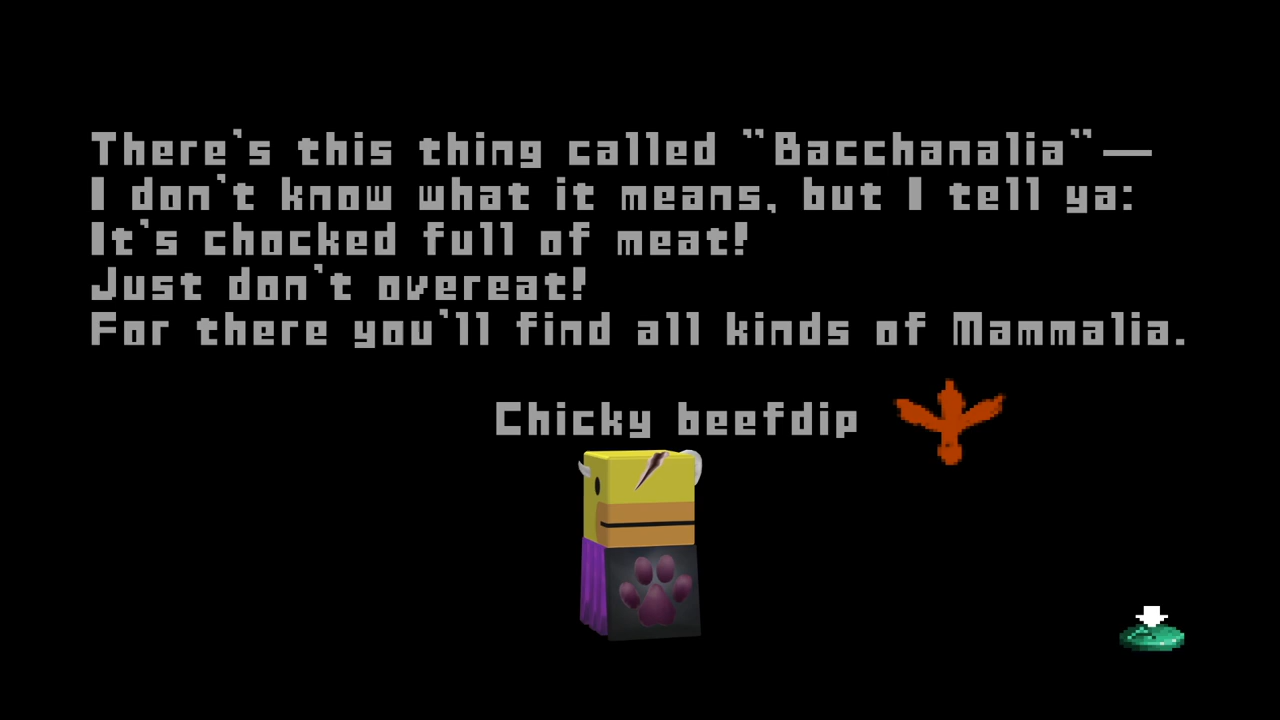 There's this thing called "Bacchanalia"—
I don't know what it means, but I tell ya:
It's chocked full of meat!
Just don't overeat!
For there you'll find all kinds of Mammalia.
Chicky beefdip